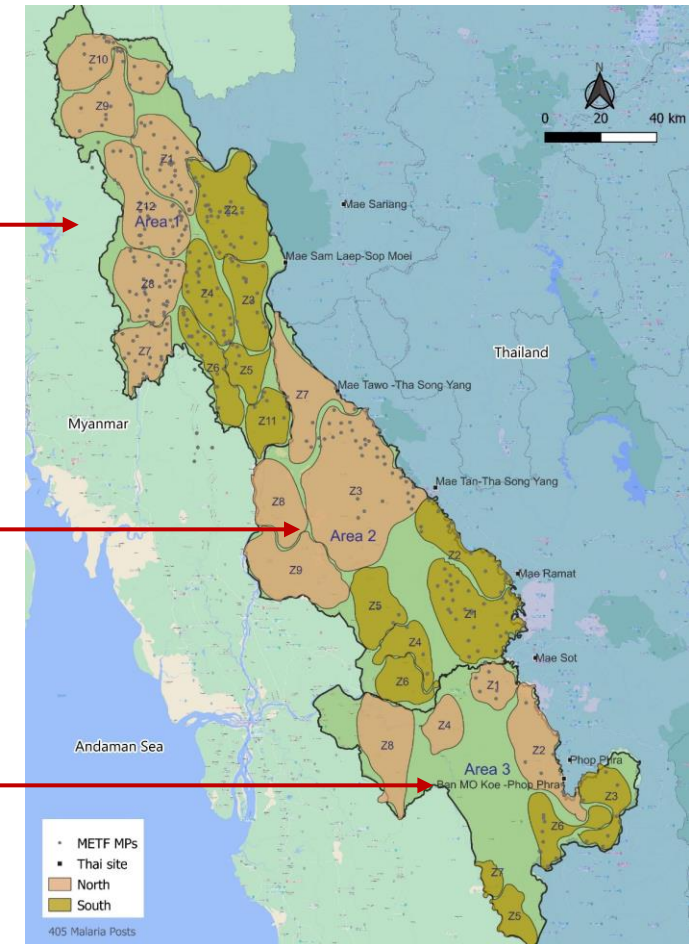 Z10
N
0 20 40 km
Z9
Z1
Z2
Mae Sariang
Z12
Area 1
Mae Sam Laep-Sop Moei
Z8
Z4
Z3
Z7
Z6
Z5
Thailand
Z7
Mae Tawo -Tha Song Yang
Z11
Myanmar
Z8
Z3
Mae Tan-Tha Song Yang
Area 2
Z2
Z9
Mae Ramat
Z5
Z1
Z4
Mae Sot
Z6
Z1
Z4
Z2
Andaman Sea
Z8
Phop Phra
Area 3
Ban MO Koe -Phop Phra
Z3
Z6
Z7
Z5
METF MPs
Thai site
North
South
405 Malaria Posts